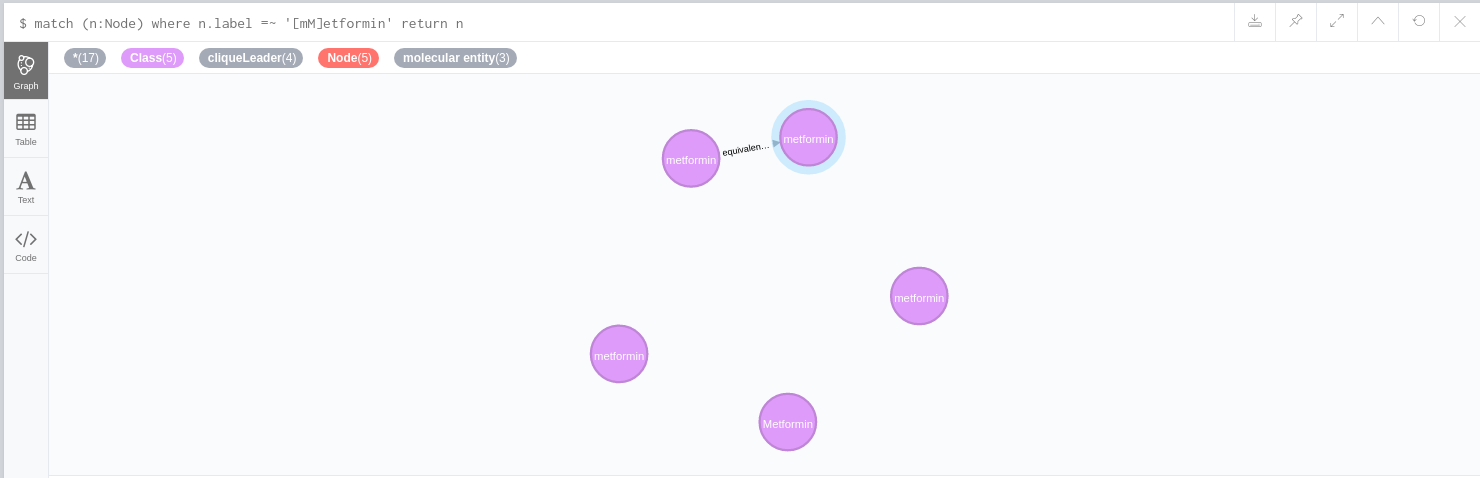 $ match (n:Node) where n.label =~ '[mM]etformin' return n
*(17) Class(5) cliqueLeader(4) Node(5) molecular entity(3)
Graph
Table
Text
Code
metformin
equivalen...
metformin
metformin
metformin
Metformin